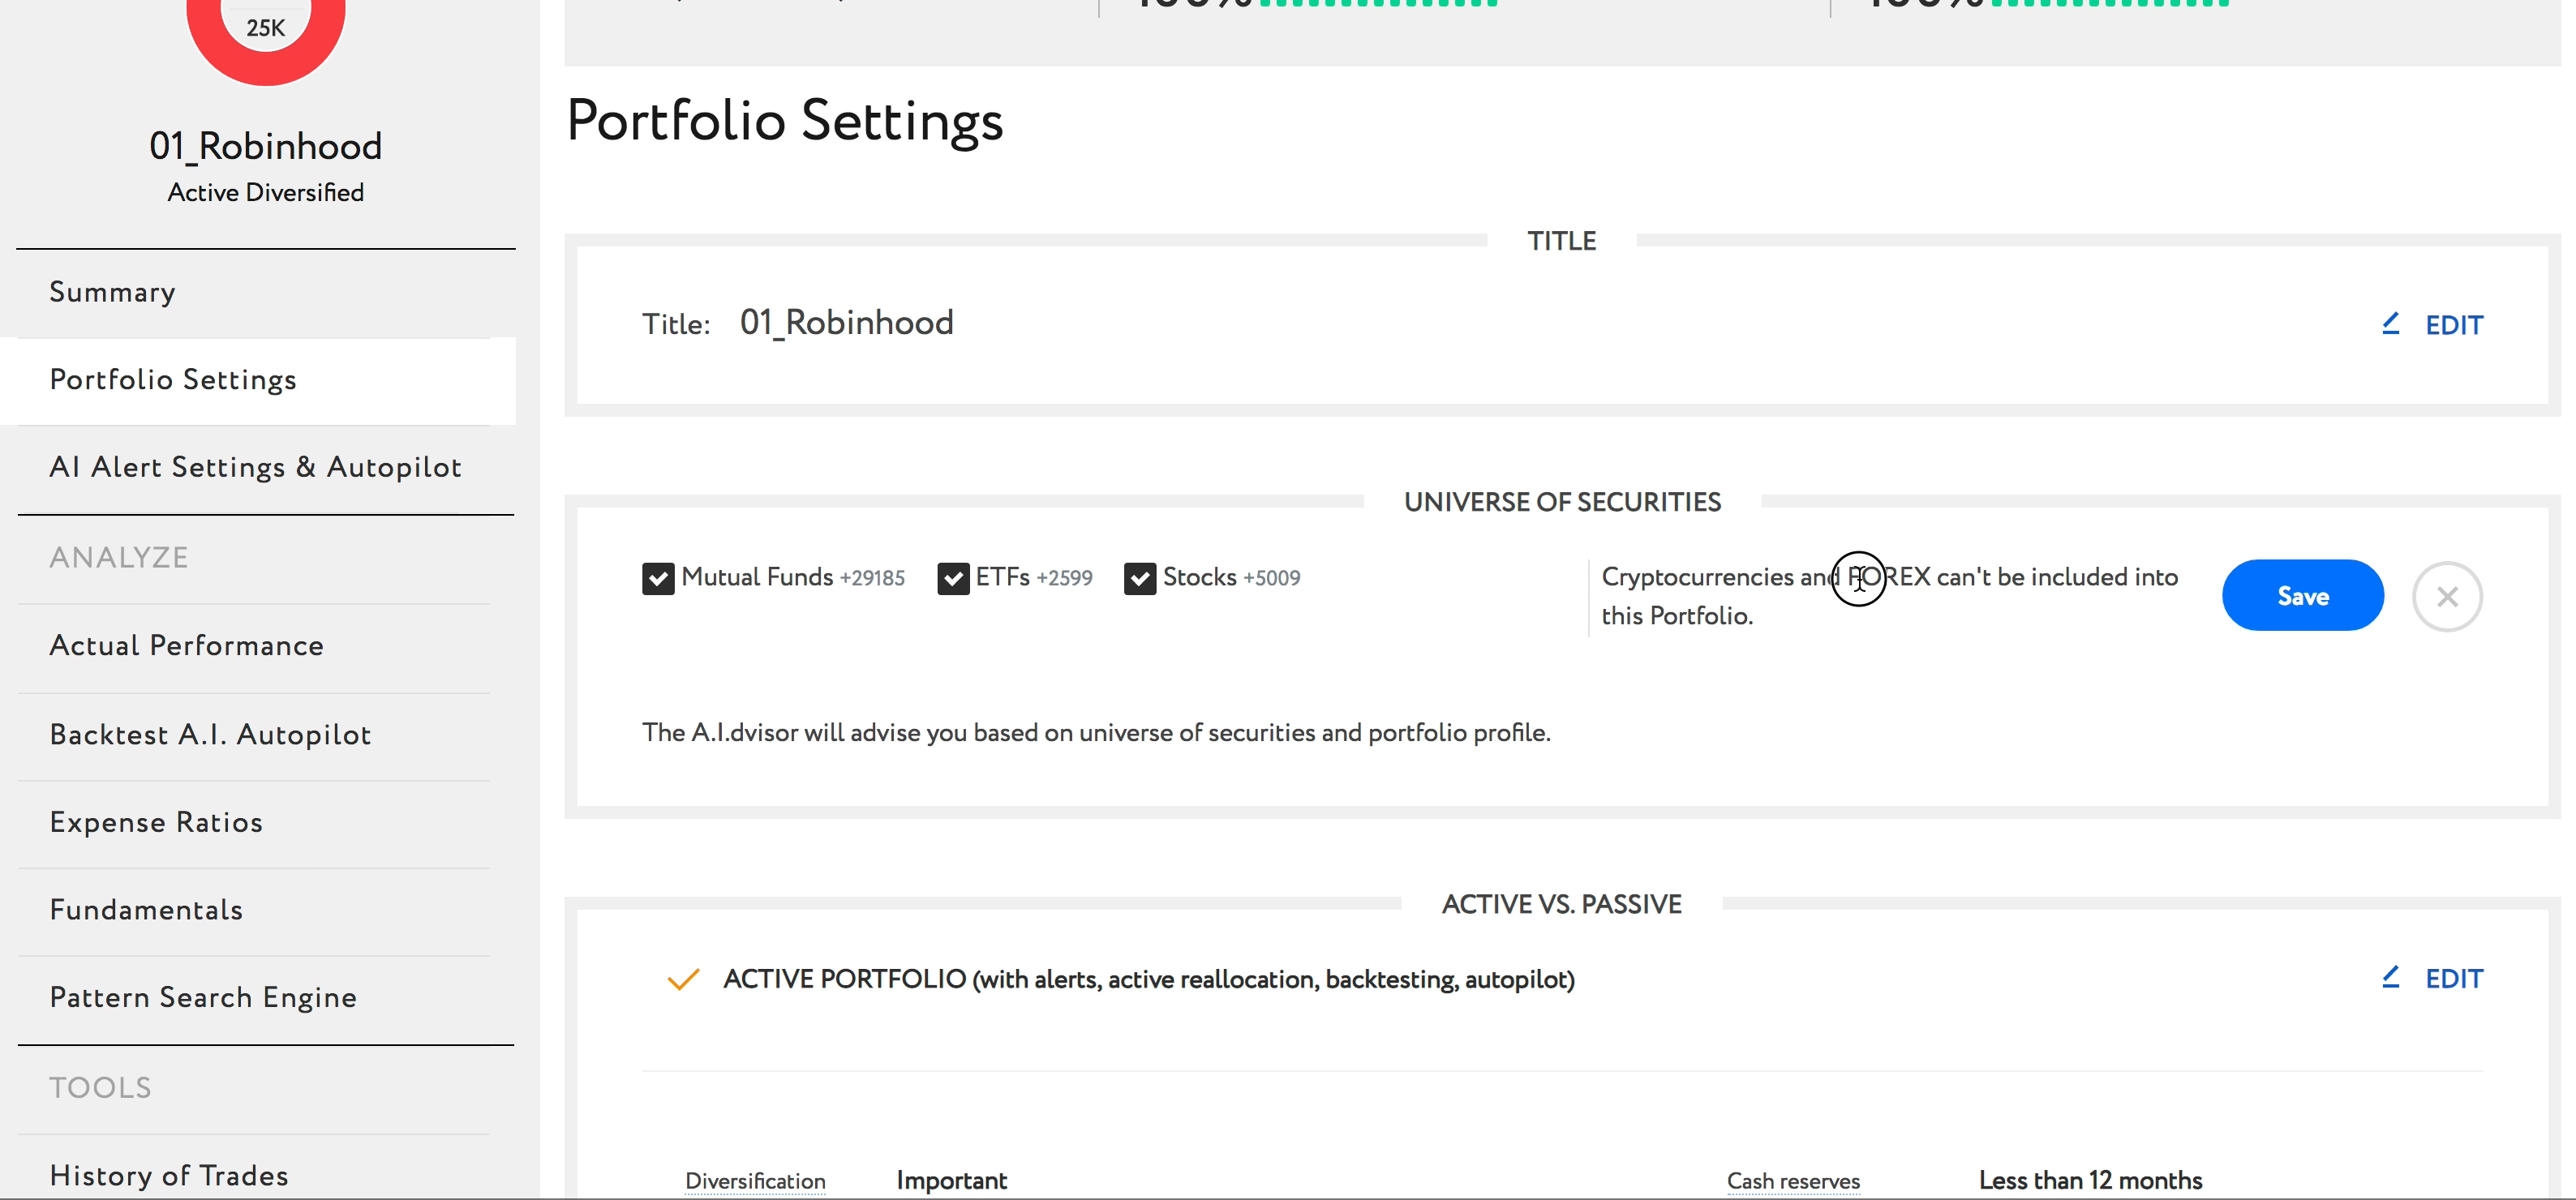 25K
01_Robinhood
Active Diversified
Summary
Portfolio Settings
AI Alert Settings & Autopilot
ANALYZE
Actual Performance
Backtest A.I. Autopilot
Expense Ratios
Fundamentals
Pattern Search Engine
TOOLS
History of Trades
Portfolio Settings
TITLE
Title: 01_Robinhood
EDIT
UNIVERSE OF SECURITIES
Mutual Funds +29185 ETFs +2599 Stocks +5009
Cryptocurrencies and FOREX can't be included into
this Portfolio.
Save
The A.I.dvisor will advise you based on universe of securities and portfolio profile.
ACTIVE VS. PASSIVE
ACTIVE PORTFOLIO (with alerts, active reallocation, backtesting, autopilot)
EDIT
Diversification Important
Cash reserves Less than 12 months